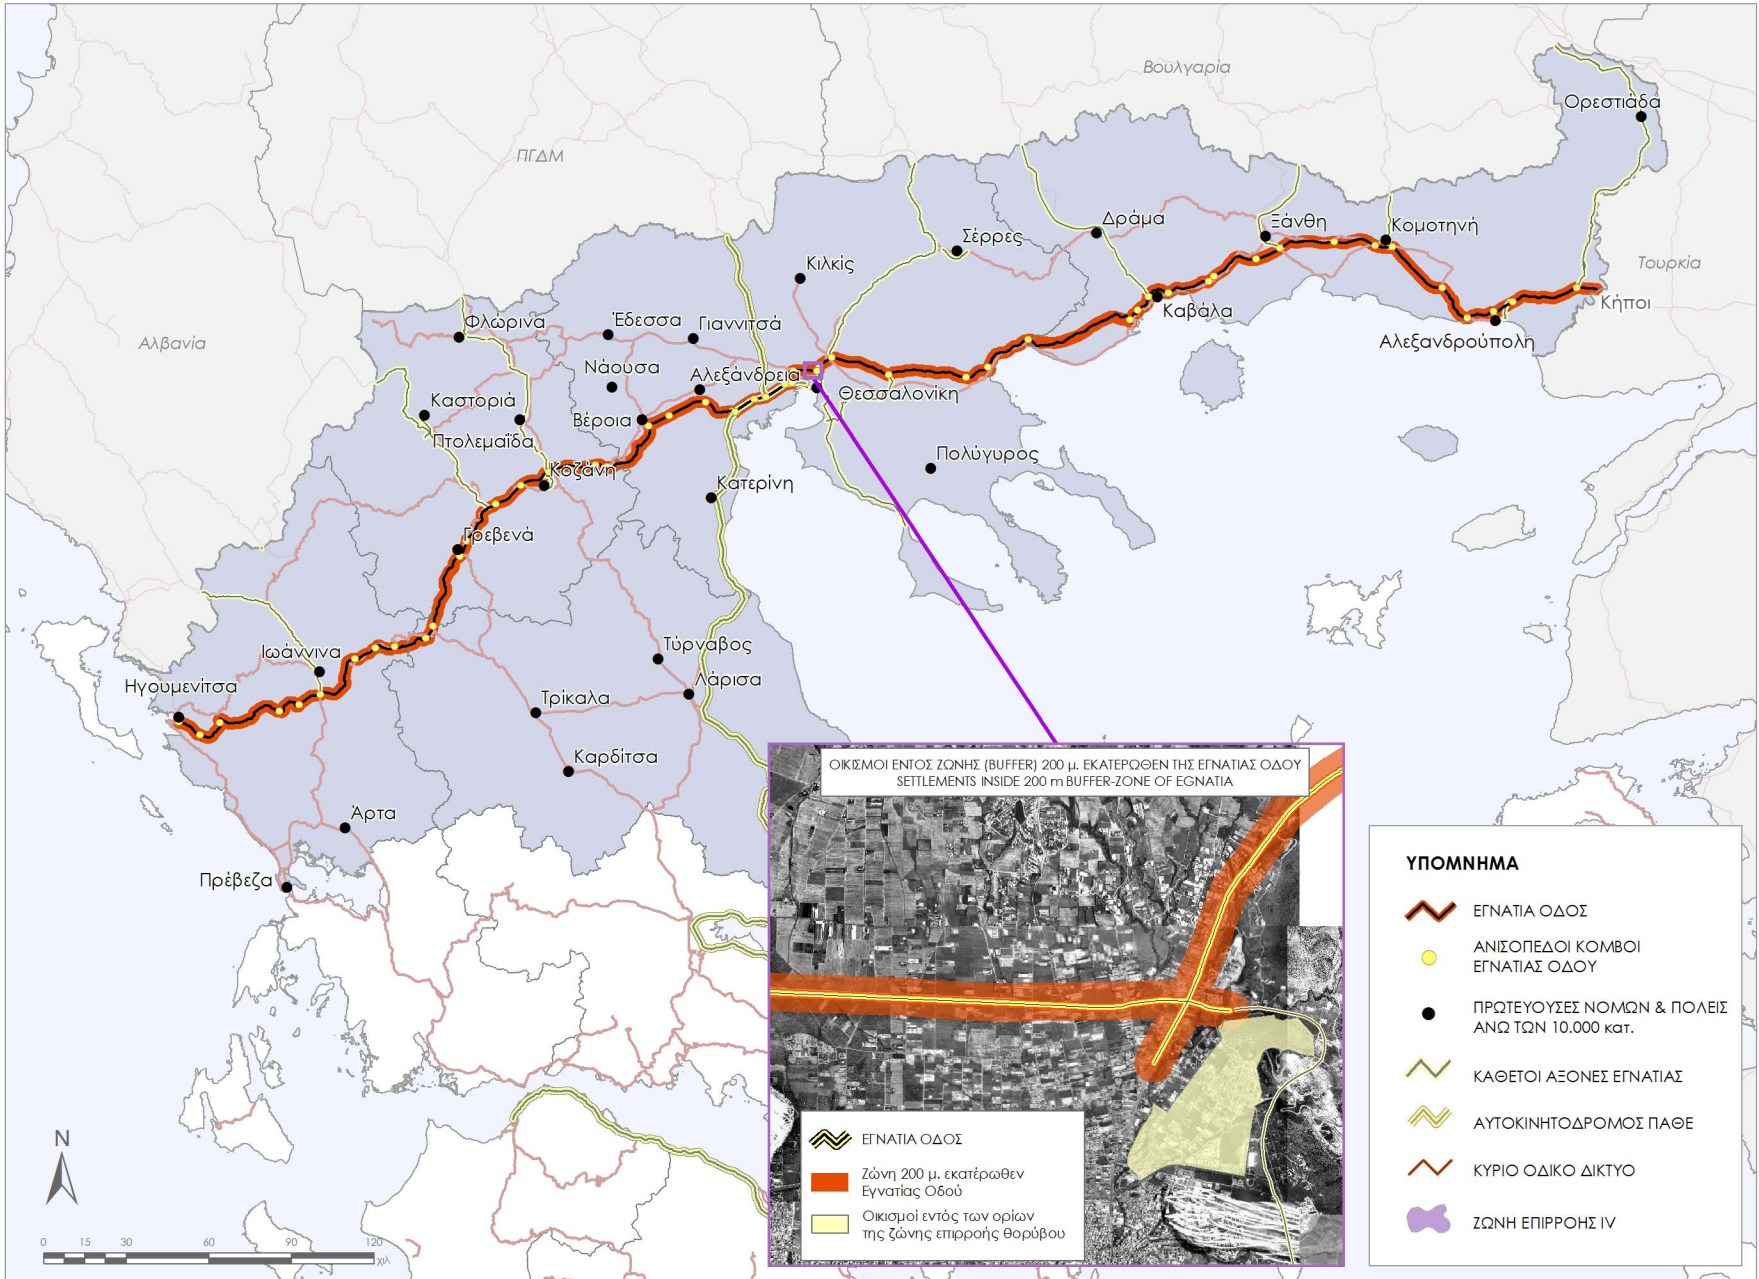 Βουλγαρία
Ορεστιάδα
ΠΓΔΜ
Δράμα
Ξάνθη
Κομοτηνή
Σέρρες
Τουρκία
Κιλκίς
Κήποι
Καβάλα
Φλώρινα
Έδεσσα
Γιαννιτσά
Αλβανία
Αλεξανδρούπολη
Νάουσα
Αλεξάνδρεια
Θεσσαλονίκη
Καστοριά
Βέροια
Πτολεμαΐδα
Πολύγυρος
Κοζάνη
Κατερίνη
Γρεβενά
Ιωάννινα
Τύρναβος
Ηγουμενίτσα
Λάρισα
Τρίκαλα
Καρδίτσα
Άρτα
Πρέβεζα
ΟΙΚΙΣΜΟΙ ΕΝΤΟΣ ΖΩΝΗΣ (BUFFER) 200 μ. ΕΚΑΤΕΡΩΘΕΝ ΤΗΣ ΕΓΝΑΤΙΑΣ ΟΔΟΥ
SETTLEMENTS INSIDE 200 m BUFFER-ZONE OF EGNATIA
ΕΓΝΑΤΙΑ ΟΔΟΣ
Ζώνη 200 μ. εκατέρωθεν
Εγνατίας Οδού
Οικισμοί εντός των ορίων
της ζώνης επιρροής θορύβου
ΥΠΟΜΝΗΜΑ
ΕΓΝΑΤΙΑ ΟΔΟΣ
ΑΝΙΣΟΠΕΔΟΙ ΚΟΜΒΟΙ
ΕΓΝΑΤΙΑΣ ΟΔΟΥ
ΠΡΩΤΕΥΟΥΣΕΣ ΝΟΜΩΝ & ΠΟΛΕΙΣ
ΑΝΩ ΤΩΝ 10.000 κατ.
ΚΑΘΕΤΟΙ ΑΞΟΝΕΣ ΕΓΝΑΤΙΑΣ
ΑΥΤΟΚΙΝΗΤΟΔΡΟΜΟΣ ΠΑΘΕ
ΚΥΡΙΟ ΟΔΙΚΟ ΔΙΚΤΥΟ
ΖΩΝΗ ΕΠΙΡΡΟΗΣ IV
N
0 15 30 60 90 120
χιλ